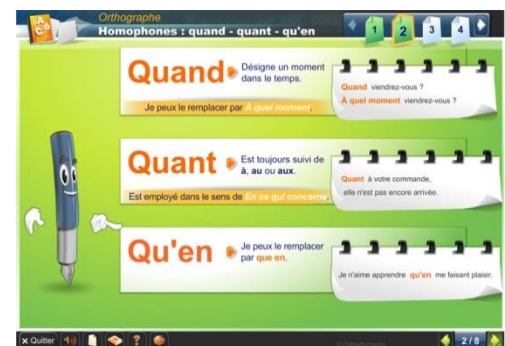 Orthographe
Homophones : quand - quant - qu'en
1 2 3 4
Quand
Désigne un moment
dans le temps.
Je peux le remplacer par À quel moment.
Quand viendrez-vous ?
À quel moment viendrez-vous ?
Quant
Est toujours suivi de
à, au ou aux.
Est employé dans le sens de En ce qui concerne.
Quant à votre commande,
elle n'est pas encore arrivée.
Qu'en
Je peux le remplacer
par que en.
Je n'aime apprendre qu'en me faisant plaisir.
x Quitter
2 / 8